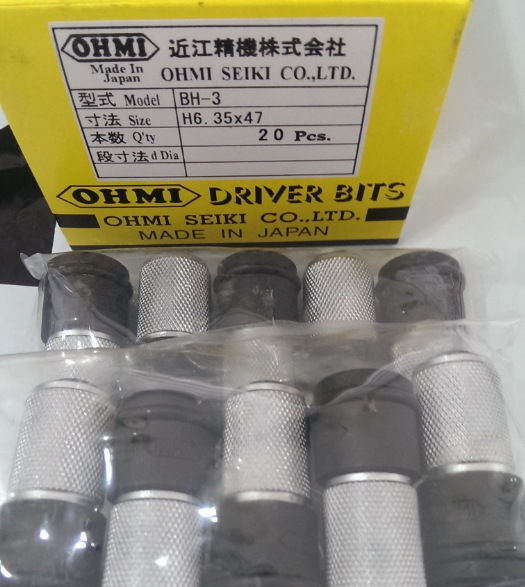 OHMI 近江精機株式会社
Made In Japan OHMI SEIKI CO.,LTD.
型式 Model BH-3
寸法 Size H6.35x47
本数 Q'ty 20 Pcs.
段寸法 d Dia
OHMI DRIVER BITS
OHMI SEIKI CO.,LTD.
MADE IN JAPAN